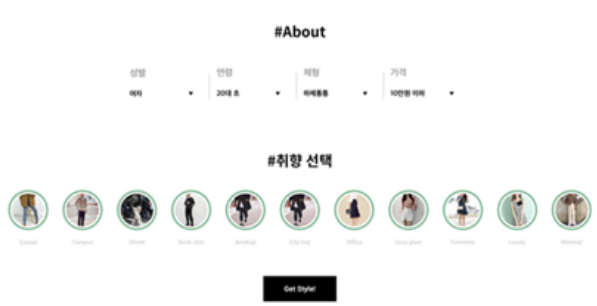 #About
성별 연령 체형 가격
여자 20대 초 하체통통 10만원 이하
#취향 선택
Casual Campus Street Rock chic Amekaji City boy Office Sexy glam Feminine Lovely Minimal
Get Style!